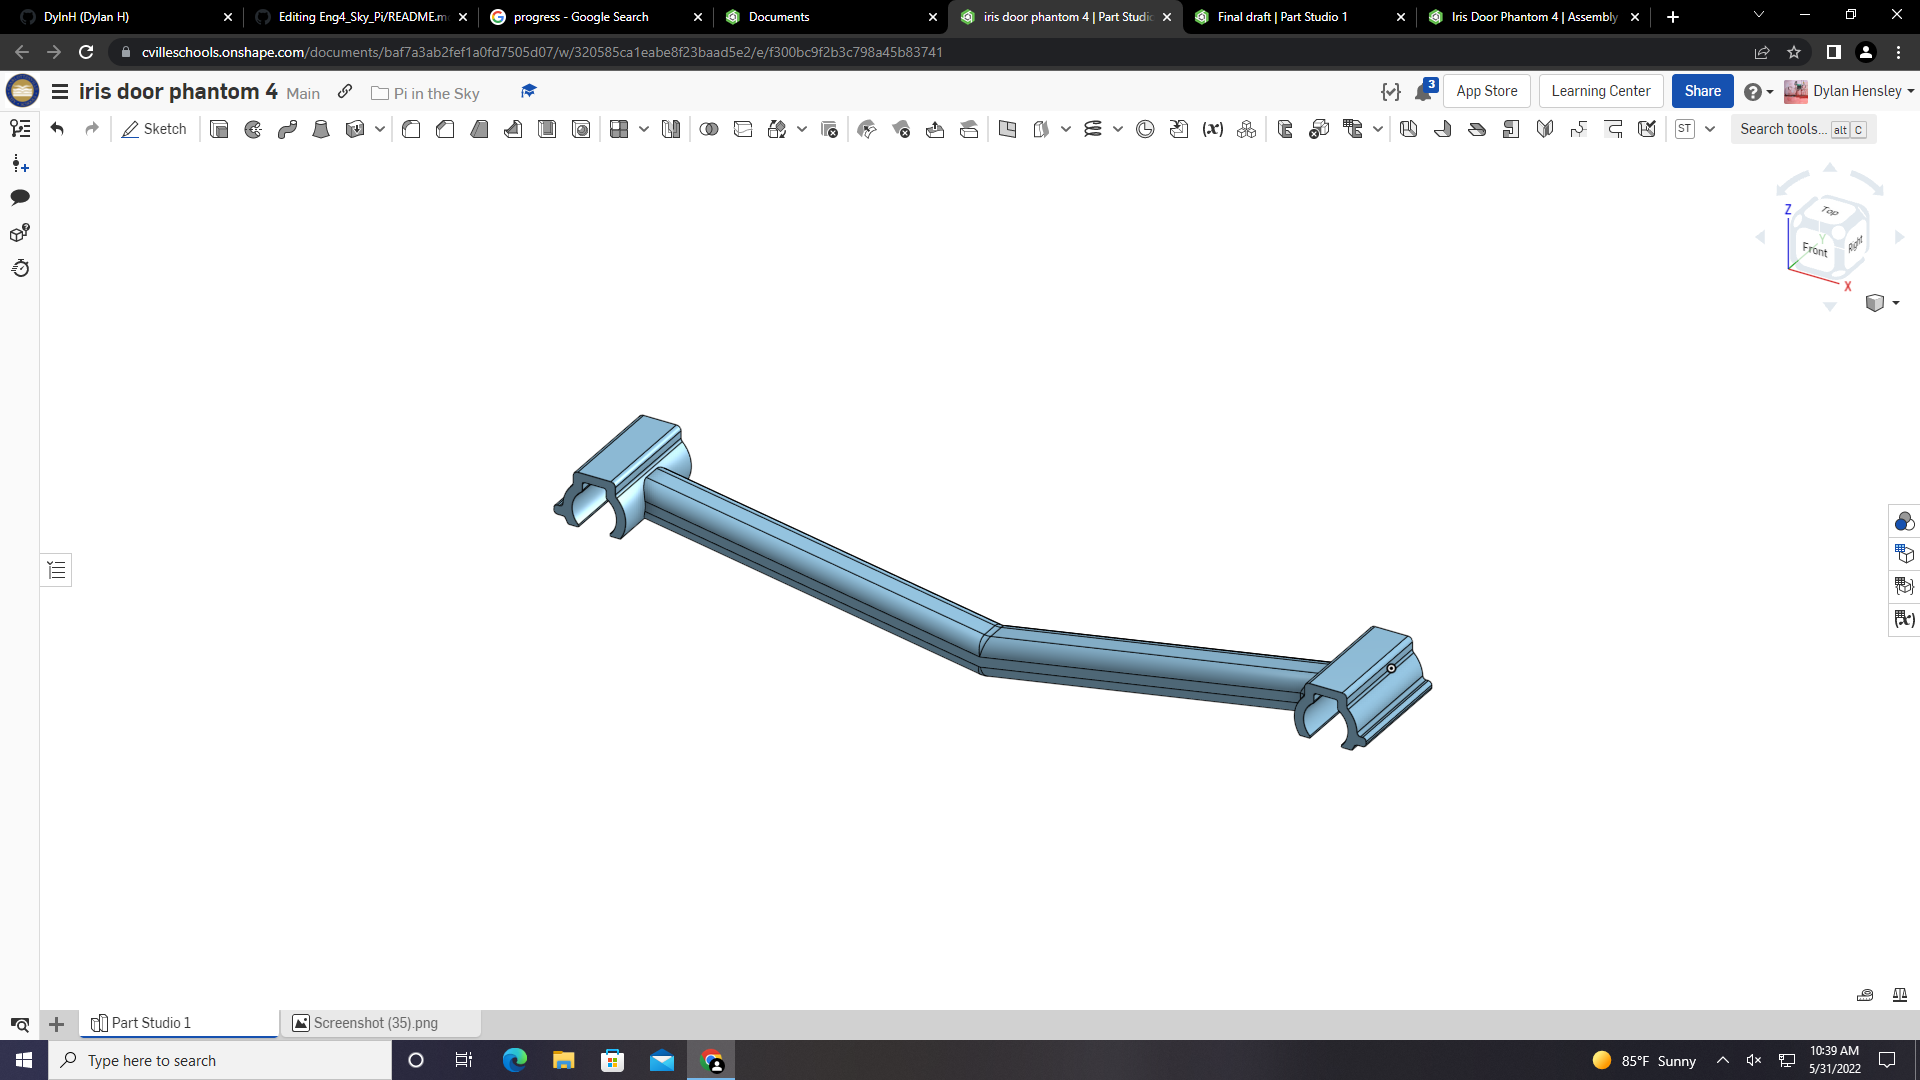 DylnH (Dylan H)
Editing Eng4_Sky_Pi/README.m
progress - Google Search
Documents
iris door phantom 4 | Part Studio
Final draft | Part Studio 1
Iris Door Phantom 4 | Assembly
cvilleschools.onshape.com/documents/baf7a3ab2fef1a0fd7505d07/w/320585ca1eabe8f23baad5e2/e/f300bc9f2b3c798a45b83741
iris door phantom 4 Main Pi in the Sky
3
App Store
Learning Center
Share
Dylan Hensley
Sketch
(x)
ST
Search tools... alt C
Top
Front
Right
Z
Y
X
(x)
Part Studio 1
Screenshot (35).png
Type here to search
85°F Sunny
10:39 AM
5/31/2022